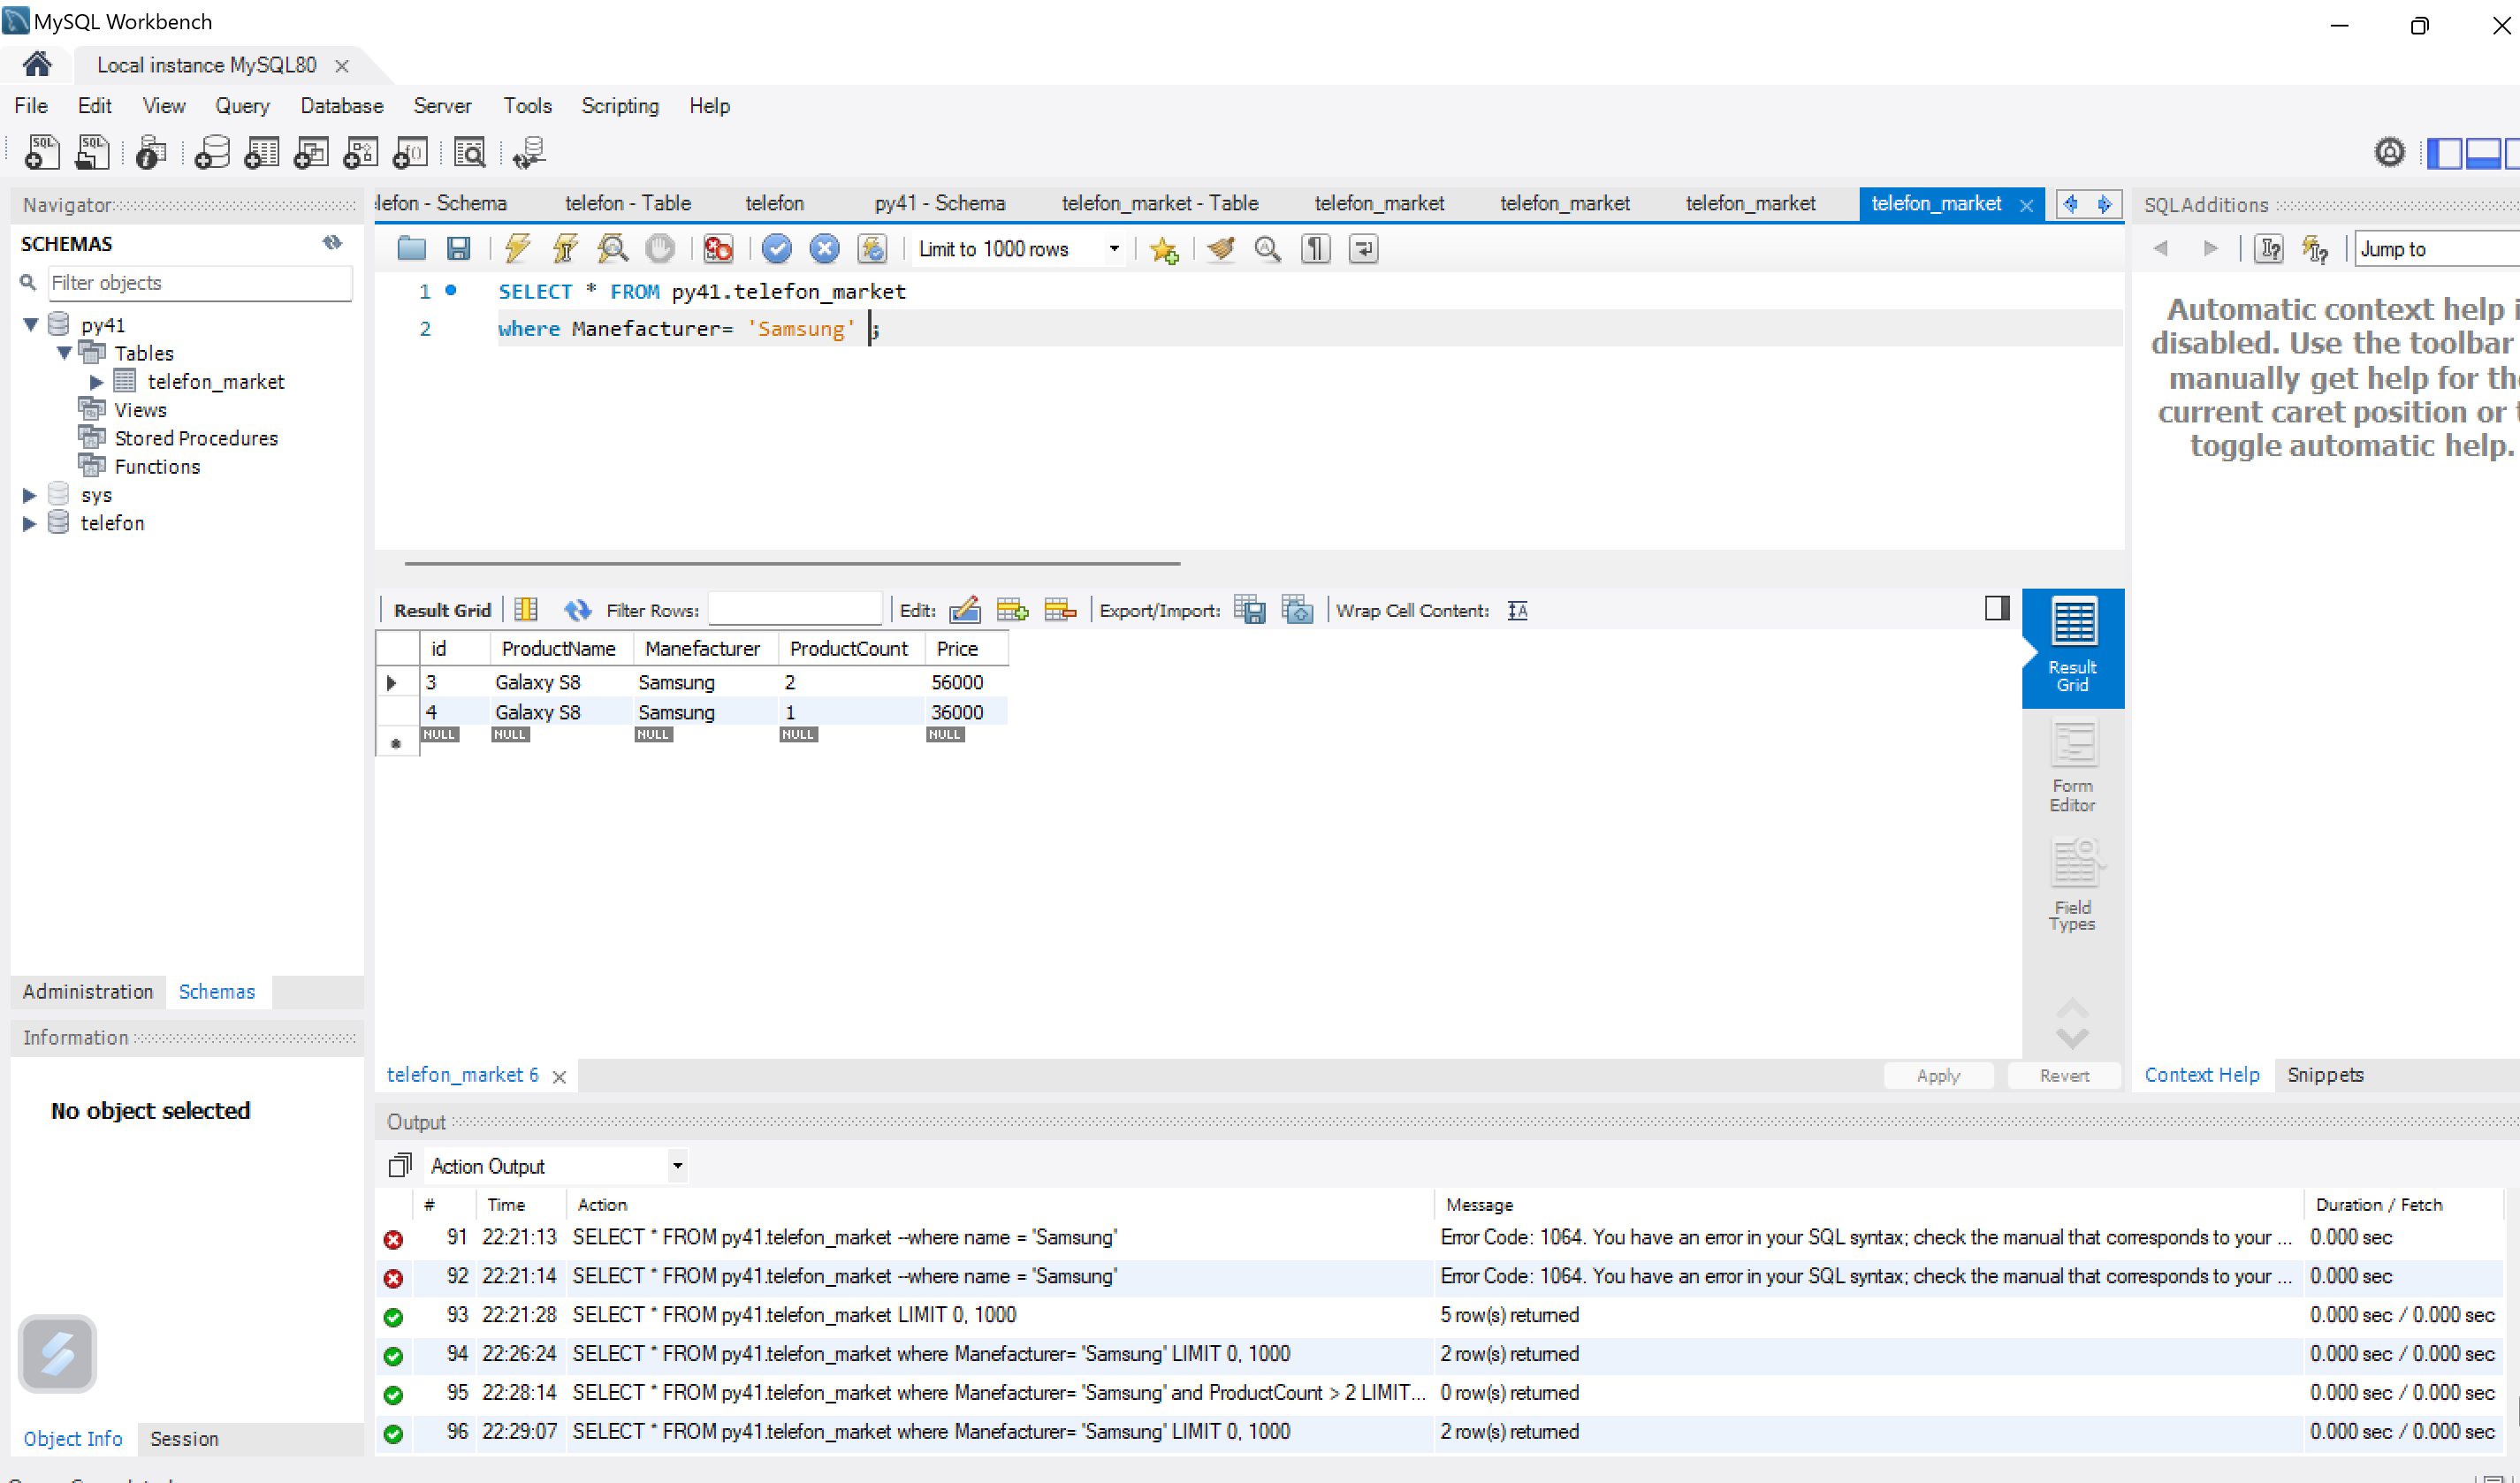 MySQL Workbench
Local instance MySQL80
File Edit View Query Database Server Tools Scripting Help
Navigator
SCHEMAS
Filter objects
py41
Tables
telefon_market
Views
Stored Procedures
Functions
sys
telefon
Administration Schemas
Information
No object selected
Object Info Session
elefon - Schema telefon - Table telefon py41 - Schema telefon_market - Table telefon_market telefon_market telefon_market telefon_market
Limit to 1000 rows
1 SELECT * FROM py41.telefon_market
2 where Manefacturer= 'Samsung' ;
Result Grid Filter Rows: Edit: Export/Import: Wrap Cell Content:
id ProductName Manefacturer ProductCount Price
3 Galaxy S8 Samsung 2 56000
4 Galaxy S8 Samsung 1 36000
NULL NULL NULL NULL NULL
Result
Grid
Form
Editor
Field
Types
telefon_market 6
Apply Revert
SQLAdditions
Jump to
Automatic context help i
disabled. Use the toolbar
manually get help for the
current caret position or t
toggle automatic help.
Context Help Snippets
Output
Action Output
# Time Action Message Duration / Fetch
91 22:21:13 SELECT * FROM py41.telefon_market --where name = 'Samsung' Error Code: 1064. You have an error in your SQL syntax; check the manual that corresponds to your ... 0.000 sec
92 22:21:14 SELECT * FROM py41.telefon_market --where name = 'Samsung' Error Code: 1064. You have an error in your SQL syntax; check the manual that corresponds to your ... 0.000 sec
93 22:21:28 SELECT * FROM py41.telefon_market LIMIT 0, 1000 5 row(s) returned 0.000 sec / 0.000 sec
94 22:26:24 SELECT * FROM py41.telefon_market where Manefacturer= 'Samsung' LIMIT 0, 1000 2 row(s) returned 0.000 sec / 0.000 sec
95 22:28:14 SELECT * FROM py41.telefon_market where Manefacturer= 'Samsung' and ProductCount > 2 LIMIT... 0 row(s) returned 0.000 sec / 0.000 sec
96 22:29:07 SELECT * FROM py41.telefon_market where Manefacturer= 'Samsung' LIMIT 0, 1000 2 row(s) returned 0.000 sec / 0.000 sec